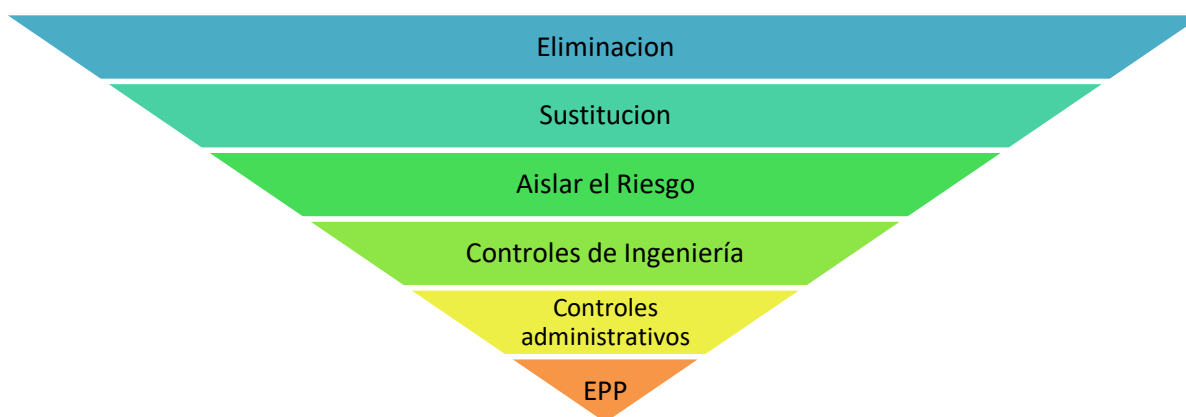 Eliminacion
Sustitucion
Aislar el Riesgo
Controles de Ingeniería
Controles
administrativos
EPP